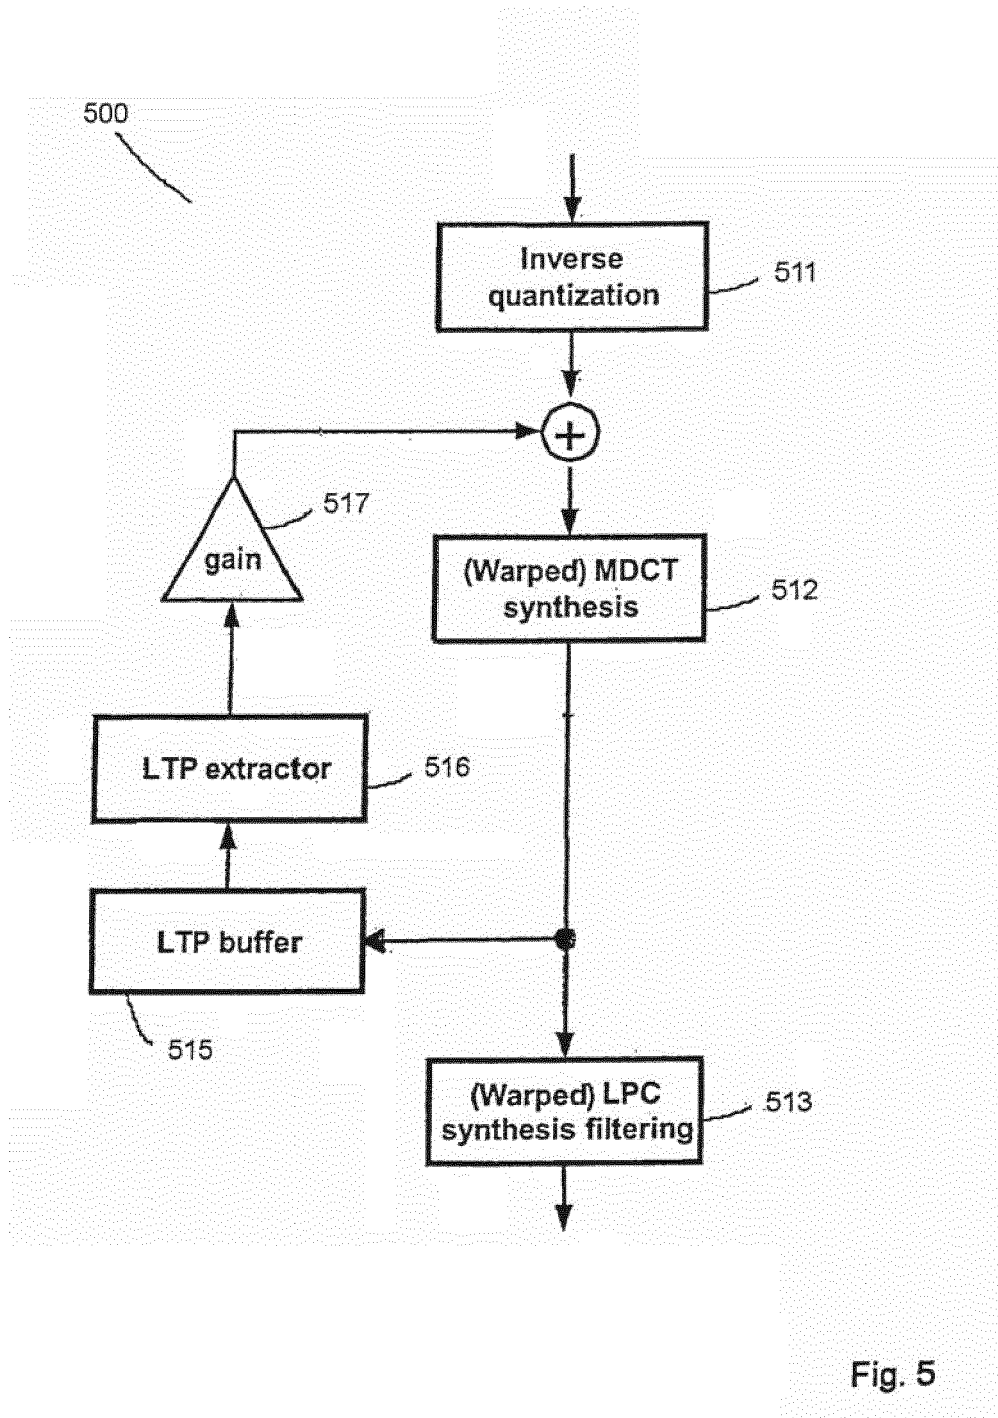 500
Inverse
quantization
511
+
517
gain
(Warped) MDCT
synthesis
512
LTP extractor
516
LTP buffer
515
(Warped) LPC
synthesis filtering
513
Fig. 5